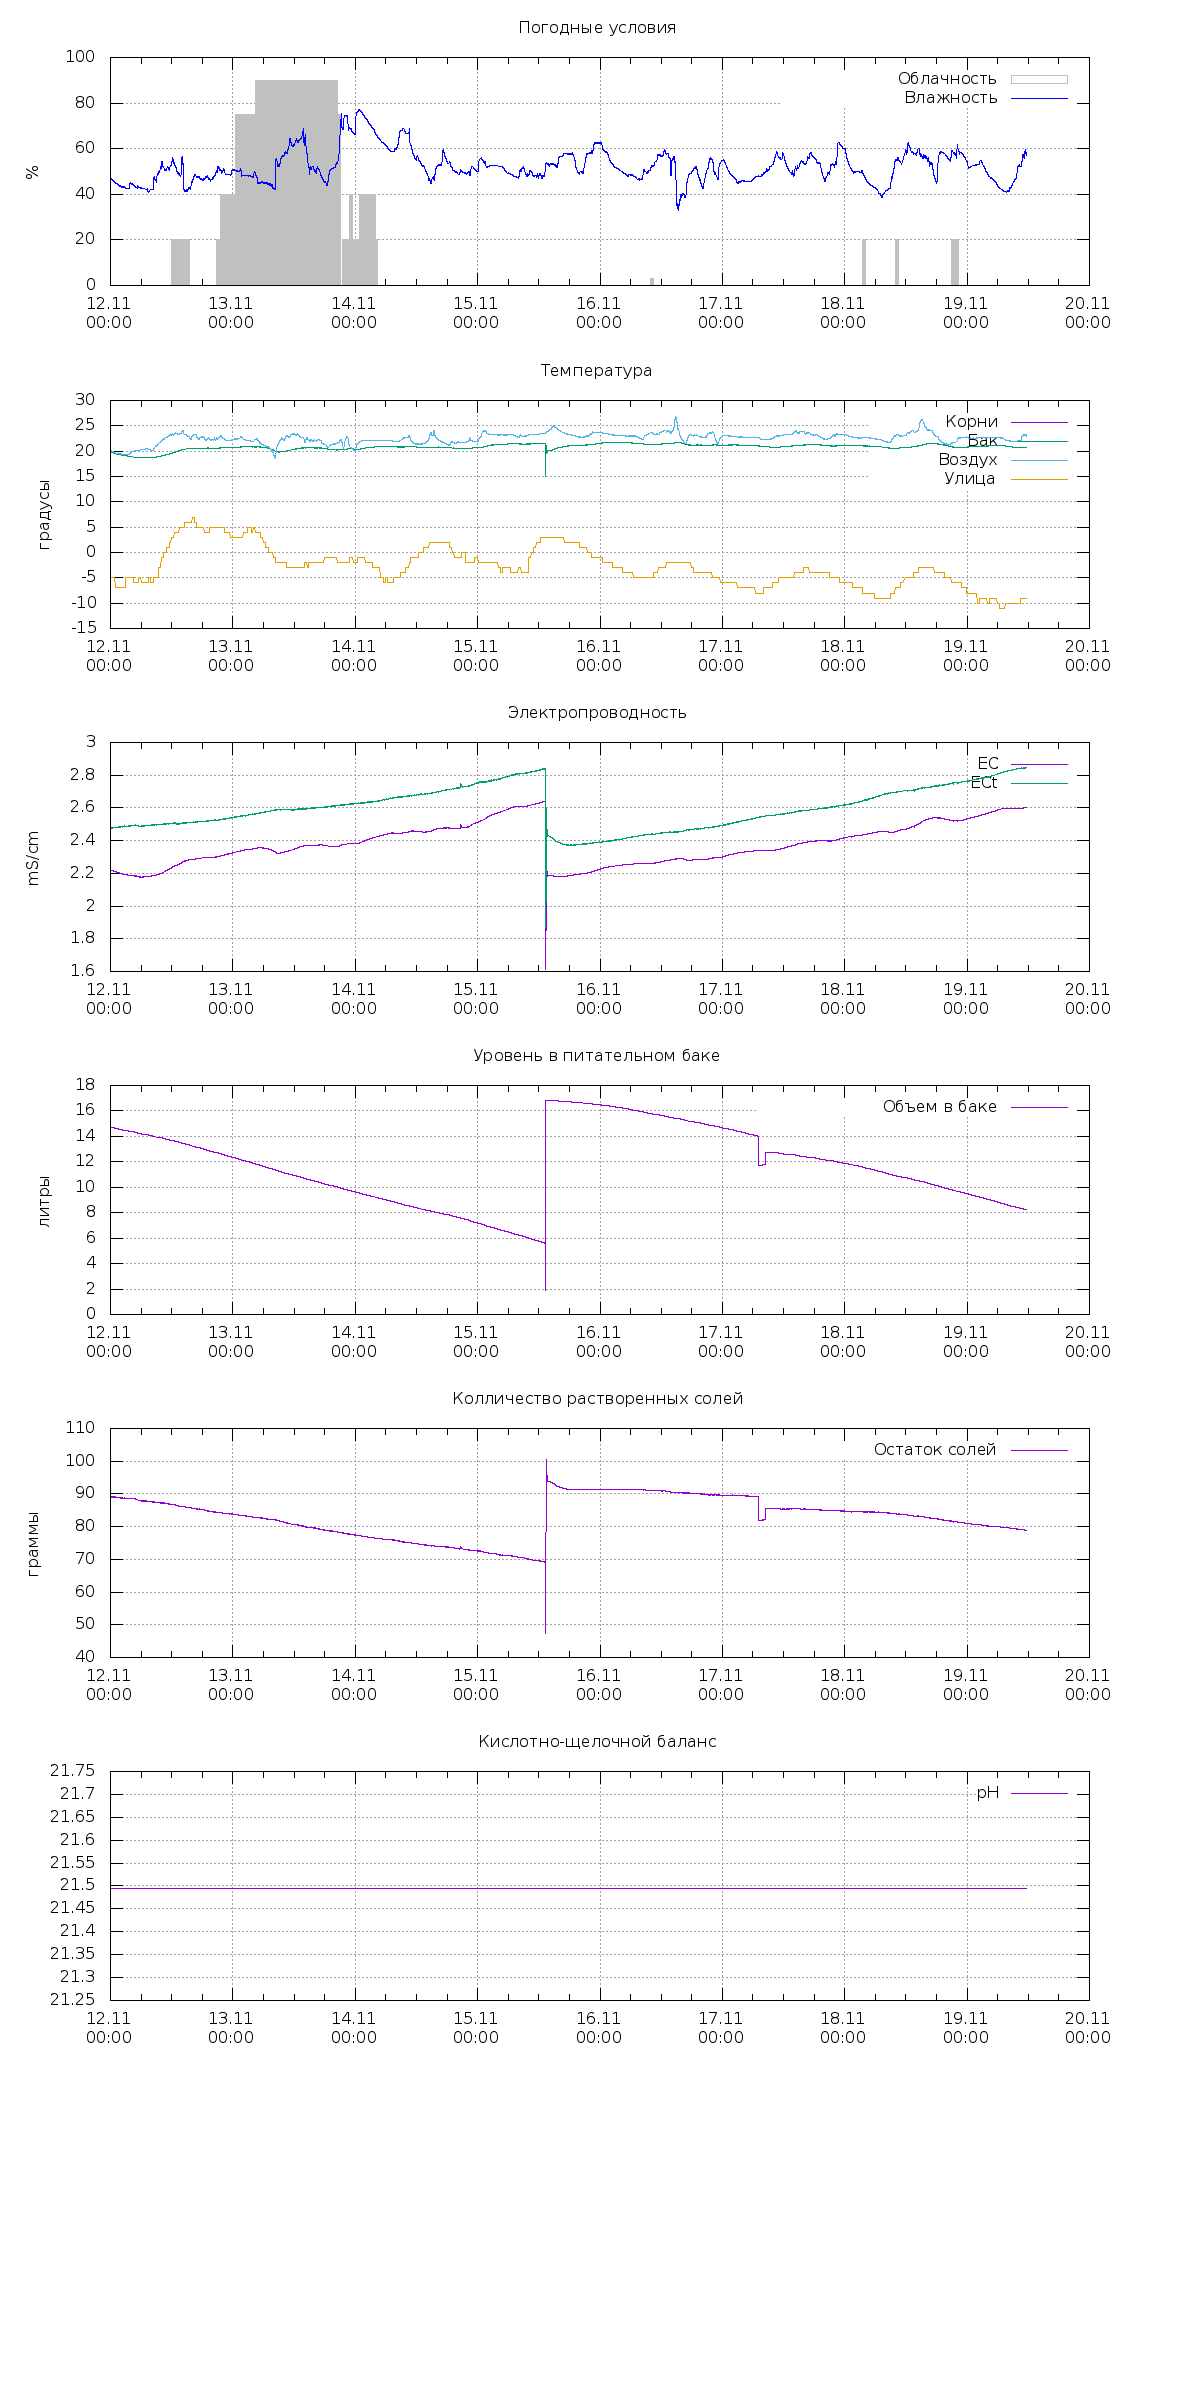 Погодные условия
100
80
60
40
20
0
%
Облачность
Влажность
12.11 13.11 14.11 15.11 16.11 17.11 18.11 19.11 20.11
00:00 00:00 00:00 00:00 00:00 00:00 00:00 00:00 00:00
Температура
30
25
20
15
10
5
0
-5
-10
-15
градусы
Корни
Бак
Воздух
Улица
12.11 13.11 14.11 15.11 16.11 17.11 18.11 19.11 20.11
00:00 00:00 00:00 00:00 00:00 00:00 00:00 00:00 00:00
Электропроводность
3
2.8
2.6
2.4
2.2
2
1.8
1.6
mS/cm
EC
ECt
12.11 13.11 14.11 15.11 16.11 17.11 18.11 19.11 20.11
00:00 00:00 00:00 00:00 00:00 00:00 00:00 00:00 00:00
Уровень в питательном баке
18
16
14
12
10
8
6
4
2
0
литры
Объем в баке
12.11 13.11 14.11 15.11 16.11 17.11 18.11 19.11 20.11
00:00 00:00 00:00 00:00 00:00 00:00 00:00 00:00 00:00
Колличество растворенных солей
110
100
90
80
70
60
50
40
граммы
Остаток солей
12.11 13.11 14.11 15.11 16.11 17.11 18.11 19.11 20.11
00:00 00:00 00:00 00:00 00:00 00:00 00:00 00:00 00:00
Кислотно-щелочной баланс
21.75
21.7
21.65
21.6
21.55
21.5
21.45
21.4
21.35
21.3
21.25
pH
12.11 13.11 14.11 15.11 16.11 17.11 18.11 19.11 20.11
00:00 00:00 00:00 00:00 00:00 00:00 00:00 00:00 00:00